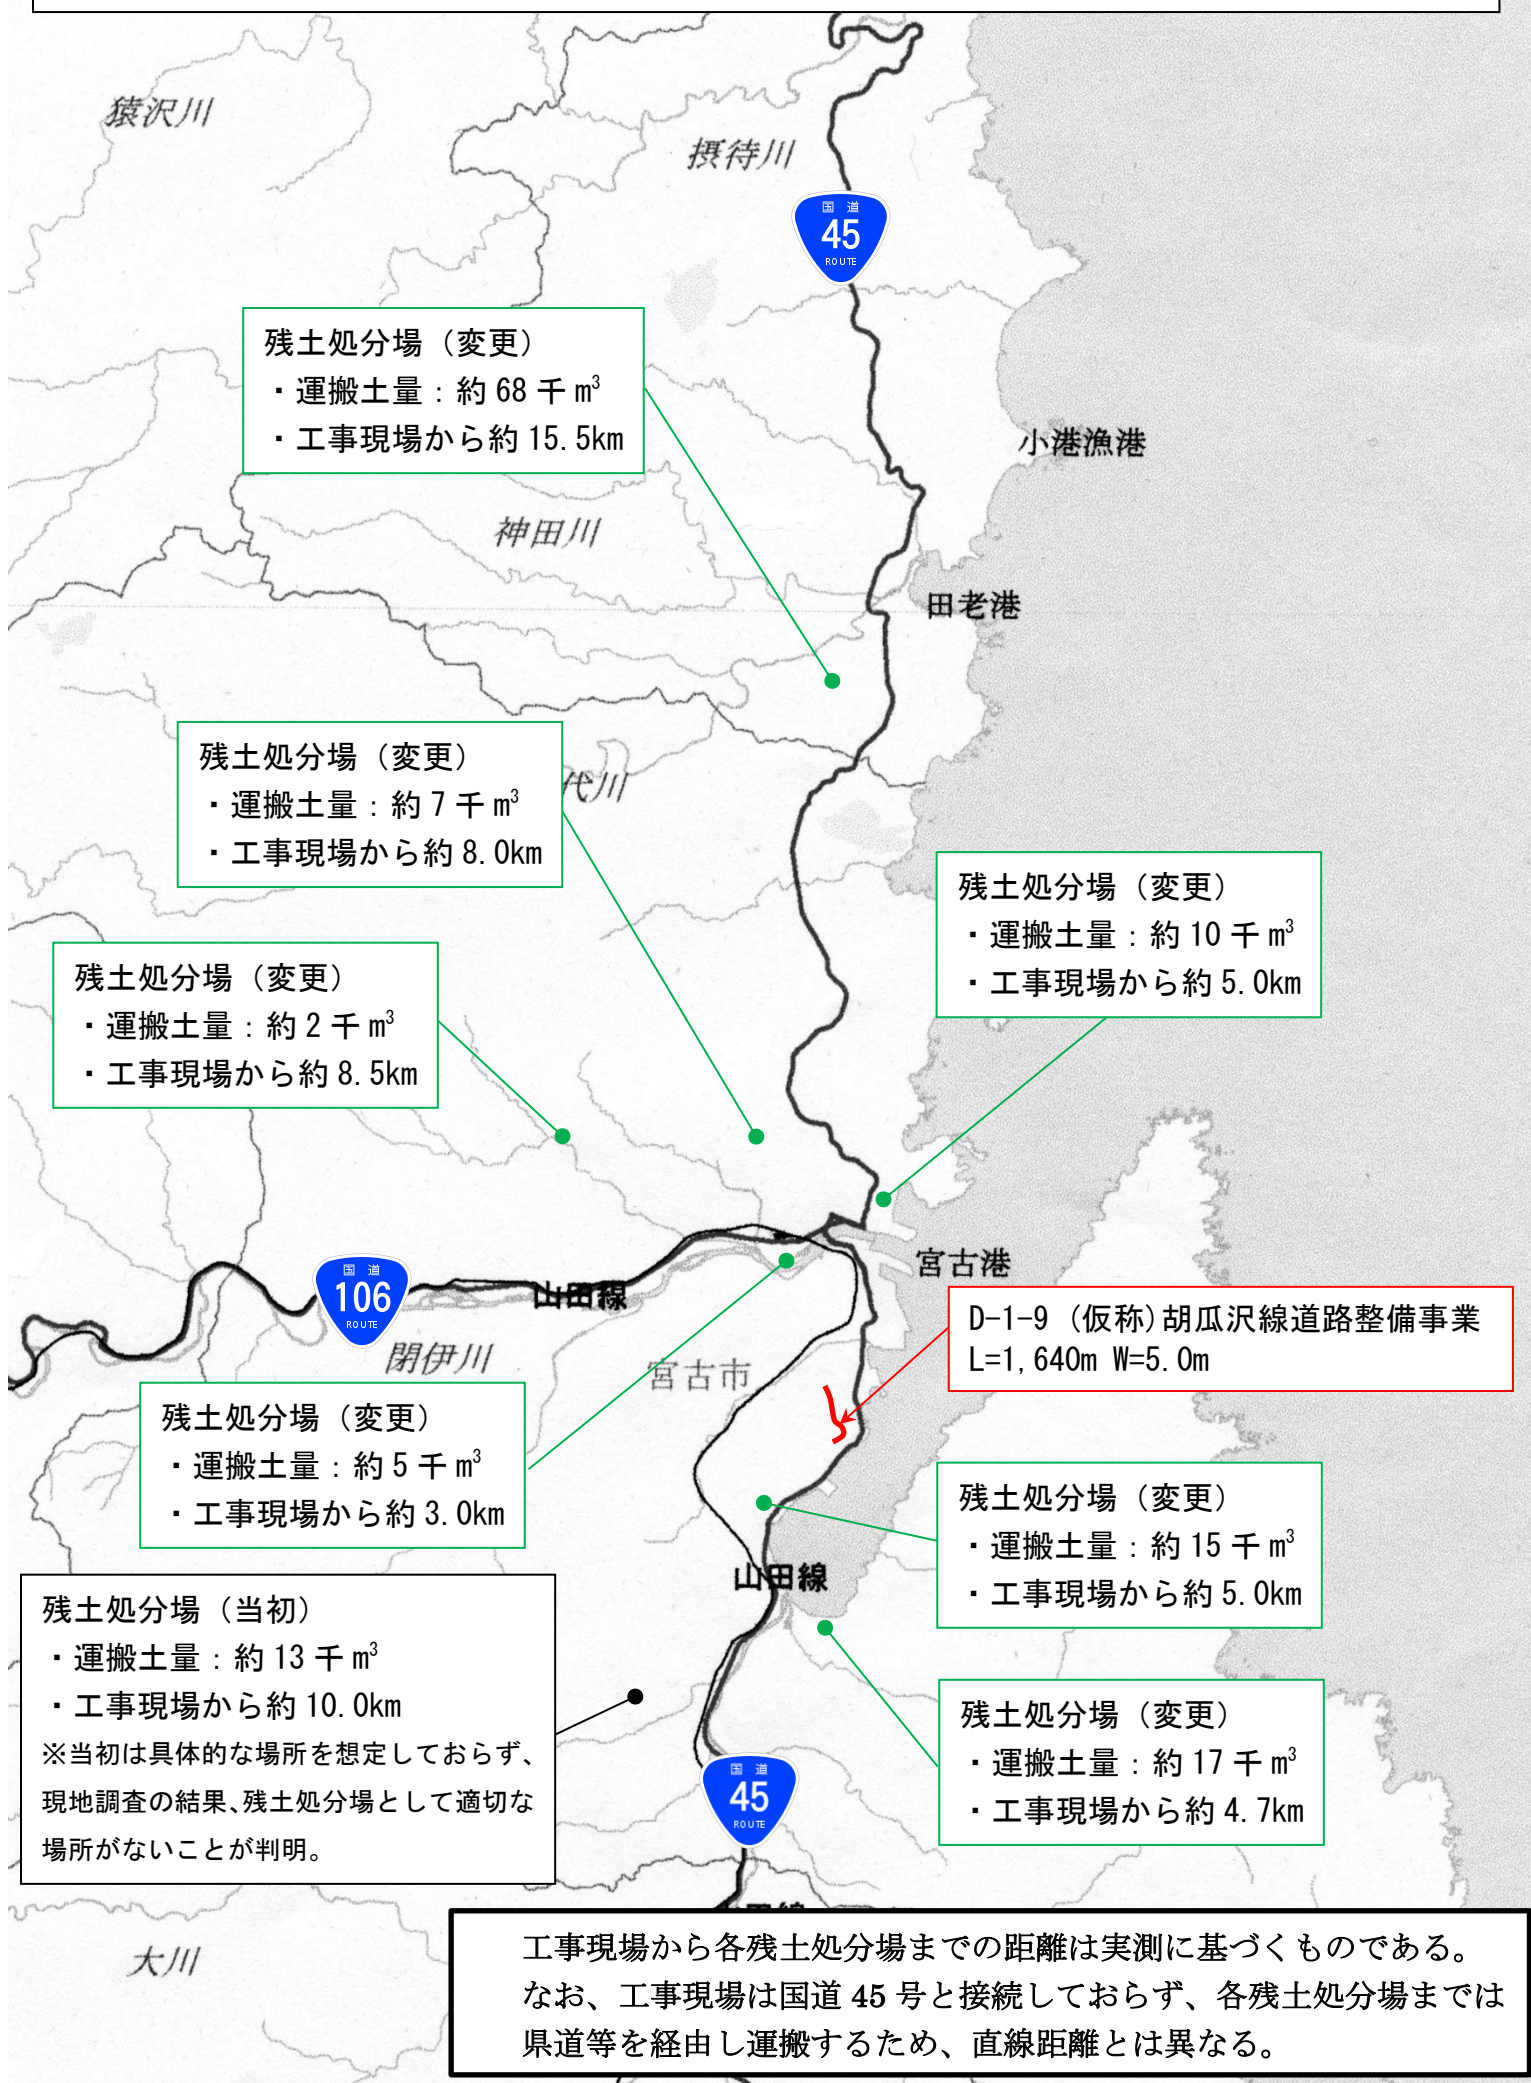 猿沢川
摂待川
国道
45
ROUTE
残土処分場（変更）
・運搬土量：約 68 千 m³
・工事現場から約 15.5km
小港漁港
神田川
田老港
残土処分場（変更）
・運搬土量：約 7 千 m³
・工事現場から約 8.0km
代川
残土処分場（変更）
・運搬土量：約 10 千 m³
・工事現場から約 5.0km
残土処分場（変更）
・運搬土量：約 2 千 m³
・工事現場から約 8.5km
宮古港
国道
106
ROUTE
山田線
D-1-9 (仮称)胡瓜沢線道路整備事業
L=1,640m W=5.0m
閉伊川
宮古市
残土処分場（変更）
・運搬土量：約 5 千 m³
・工事現場から約 3.0km
残土処分場（変更）
・運搬土量：約 15 千 m³
・工事現場から約 5.0km
山田線
残土処分場（当初）
・運搬土量：約 13 千 m³
・工事現場から約 10.0km
※当初は具体的な場所を想定しておらず、
現地調査の結果、残土処分場として適切な
場所がないことが判明。
残土処分場（変更）
・運搬土量：約 17 千 m³
・工事現場から約 4.7km
国道
45
ROUTE
大川
工事現場から各残土処分場までの距離は実測に基づくものである。
なお、工事現場は国道 45 号と接続しておらず、各残土処分場までは
県道等を経由し運搬するため、直線距離とは異なる。